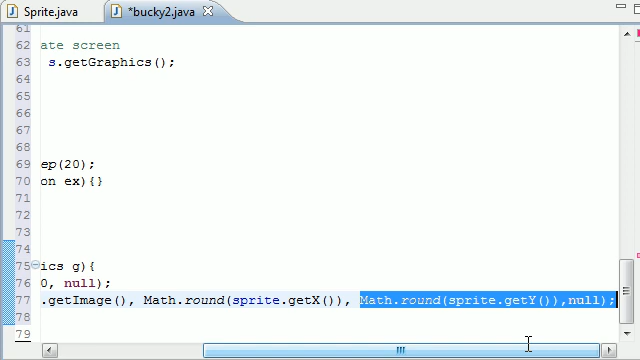 Sprite.java
*bucky2.java
61
62 ate screen
63 s.getGraphics();
64
65
66
67
68
69 ep(20);
70 on ex){}
71
72
73
74
75 ics g){
76 0, null);
77 .getImage(), Math.round(sprite.getX()), Math.round(sprite.getY()),null);
78
79